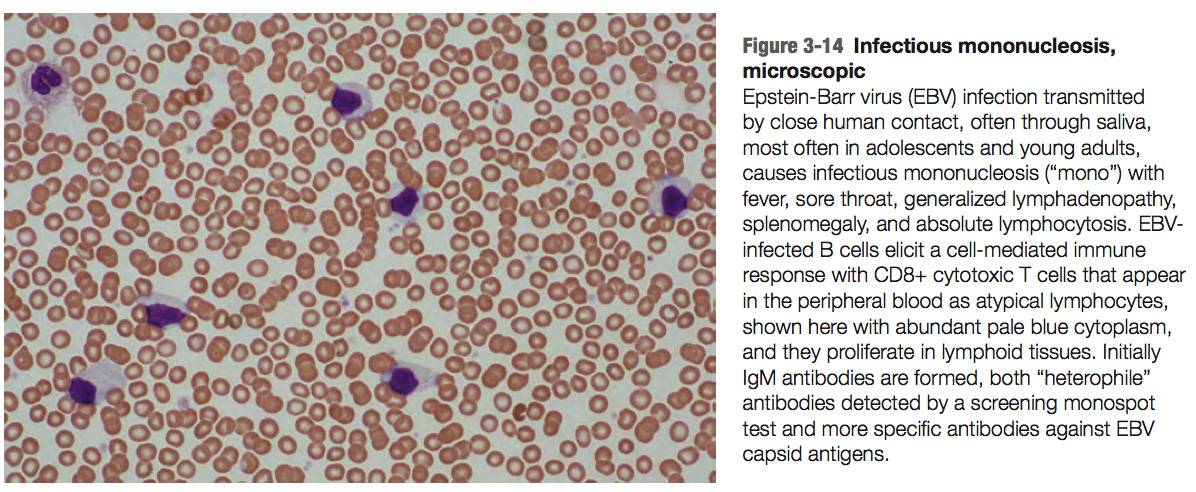 Figure 3-14 Infectious mononucleosis,
microscopic
Epstein-Barr virus (EBV) infection transmitted
by close human contact, often through saliva,
most often in adolescents and young adults,
causes infectious mononucleosis (“mono”) with
fever, sore throat, generalized lymphadenopathy,
splenomegaly, and absolute lymphocytosis. EBV-
infected B cells elicit a cell-mediated immune
response with CD8+ cytotoxic T cells that appear
in the peripheral blood as atypical lymphocytes,
shown here with abundant pale blue cytoplasm,
and they proliferate in lymphoid tissues. Initially
IgM antibodies are formed, both “heterophile”
antibodies detected by a screening monospot
test and more specific antibodies against EBV
capsid antigens.